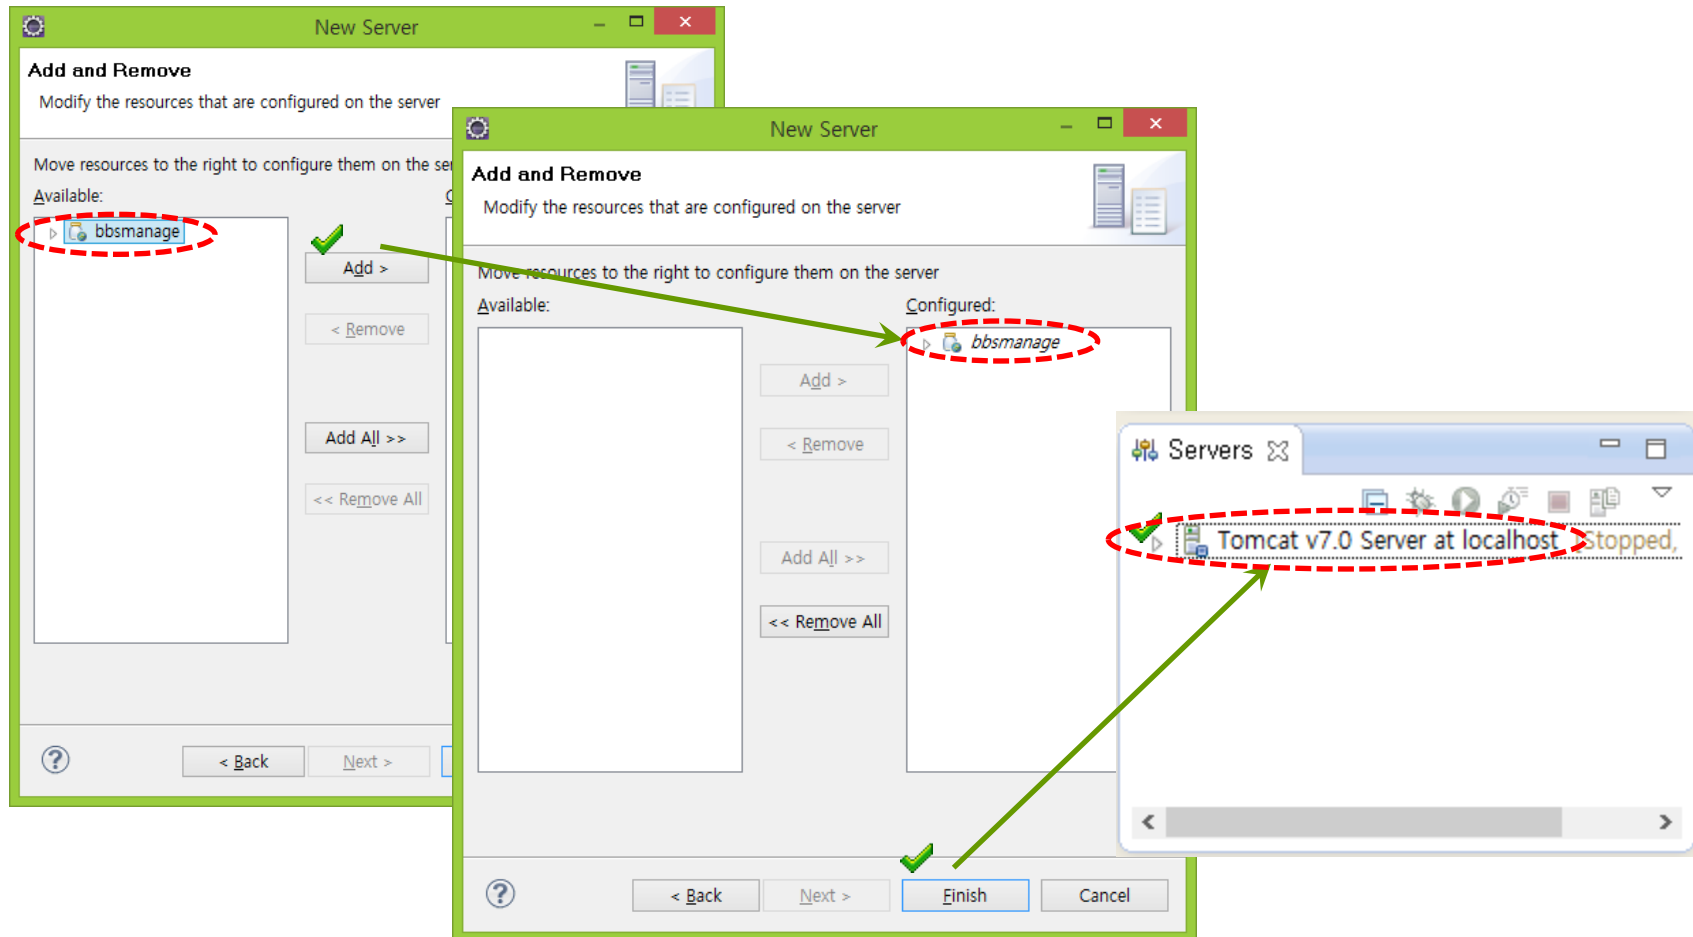 New Server
Add and Remove
Modify the resources that are configured on the server
Move resources to the right to configure them on the
Available:
bbsmanage
Add >
< Remove
Add All >>
<< Remove All
< Back
Next >
New Server
Add and Remove
Modify the resources that are configured on the server
Move resources to the right to configure them on the server
Available:
Configured:
bbsmanage
Add >
< Remove
Add All >>
<< Remove All
< Back
Next >
Finish
Cancel
Servers
Tomcat v7.0 Server at localhost [Stopped,